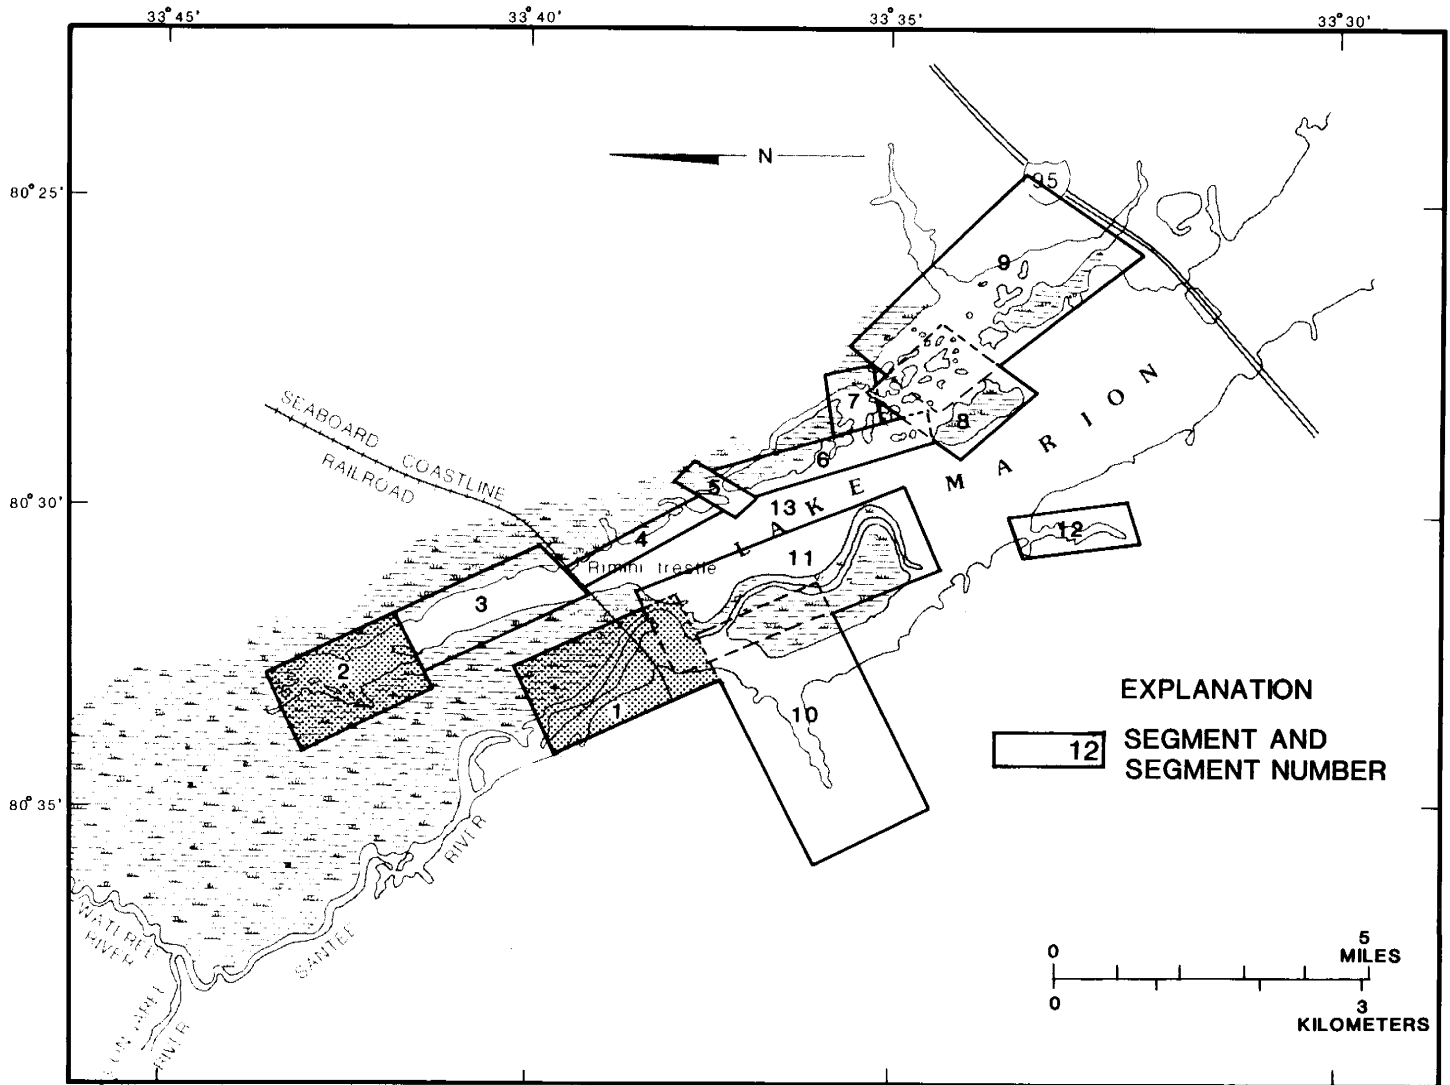 33°45'
33°40'
33°35'
33°30'
N
95
80°25'
9
SEABOARD COASTLINE
RAILROAD
7
8
6
5
80°30'
13
LAKE MARION
12
4
11
Rimini trestle
3
2
1
10
EXPLANATION
12
SEGMENT AND
SEGMENT NUMBER
80°35'
SANTEE RIVER
WATEREE
RIVER
RIVER
0 5
MILES
0 3
KILOMETERS